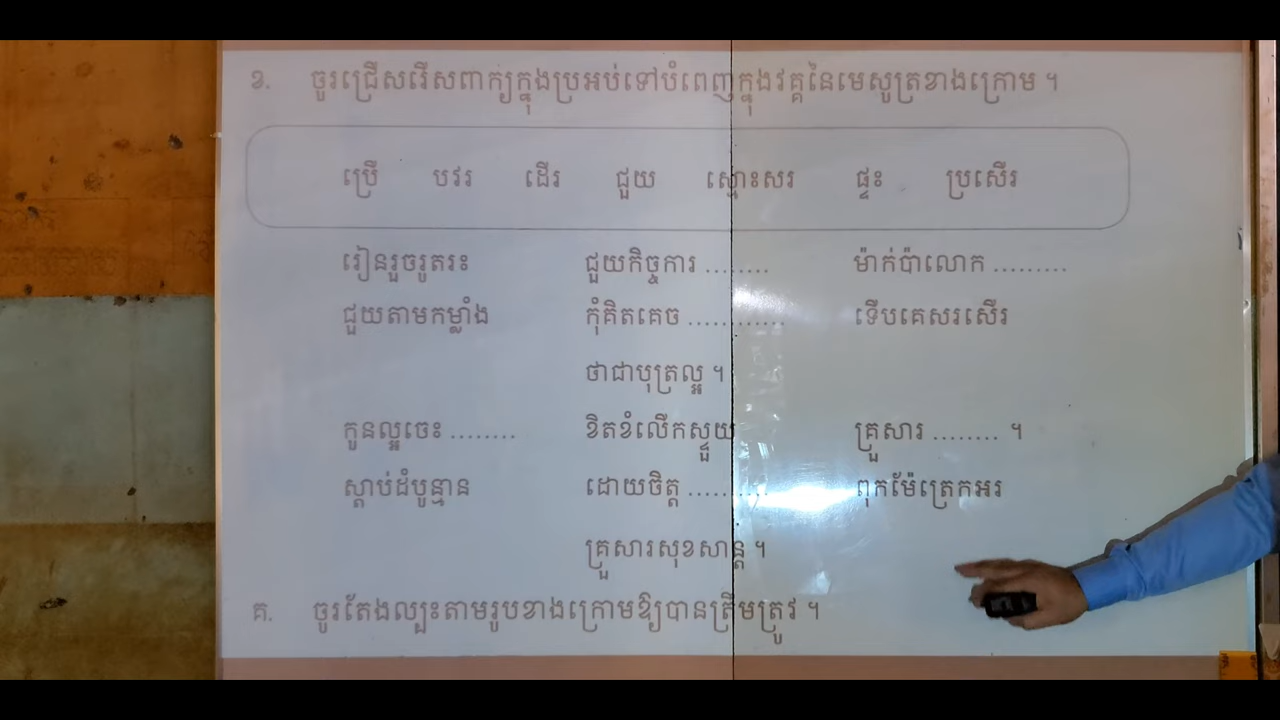 ខ. ចូរជ្រើសរើសពាក្យក្នុងប្រអប់ទៅបំពេញក្នុងវគ្គនៃមេសូត្រខាងក្រោម ។
ប្រើ បវរ ដើរ ជួយ ស្មោះសរ ផ្ទះ ប្រសើរ
រៀនរួចរូតរះ ជួយកិច្ចការ ........ ម៉ាក់ប៉ាលោក .........
ជួយតាមកម្លាំង កុំគិតគេច ............ ទើបគេសរសើរ
ថាជាបុត្រល្អ ។
កូនល្អចេះ ........ ខិតខំលើកស្ទួយ គ្រួសារ ........ ។
ស្តាប់ដំបូន្មាន ដោយចិត្ត .......... ពុកម៉ែត្រេកអរ
គ្រួសារសុខសាន្ត ។
គ. ចូរតែងល្បះតាមរូបខាងក្រោមឱ្យបានត្រឹមត្រូវ ។